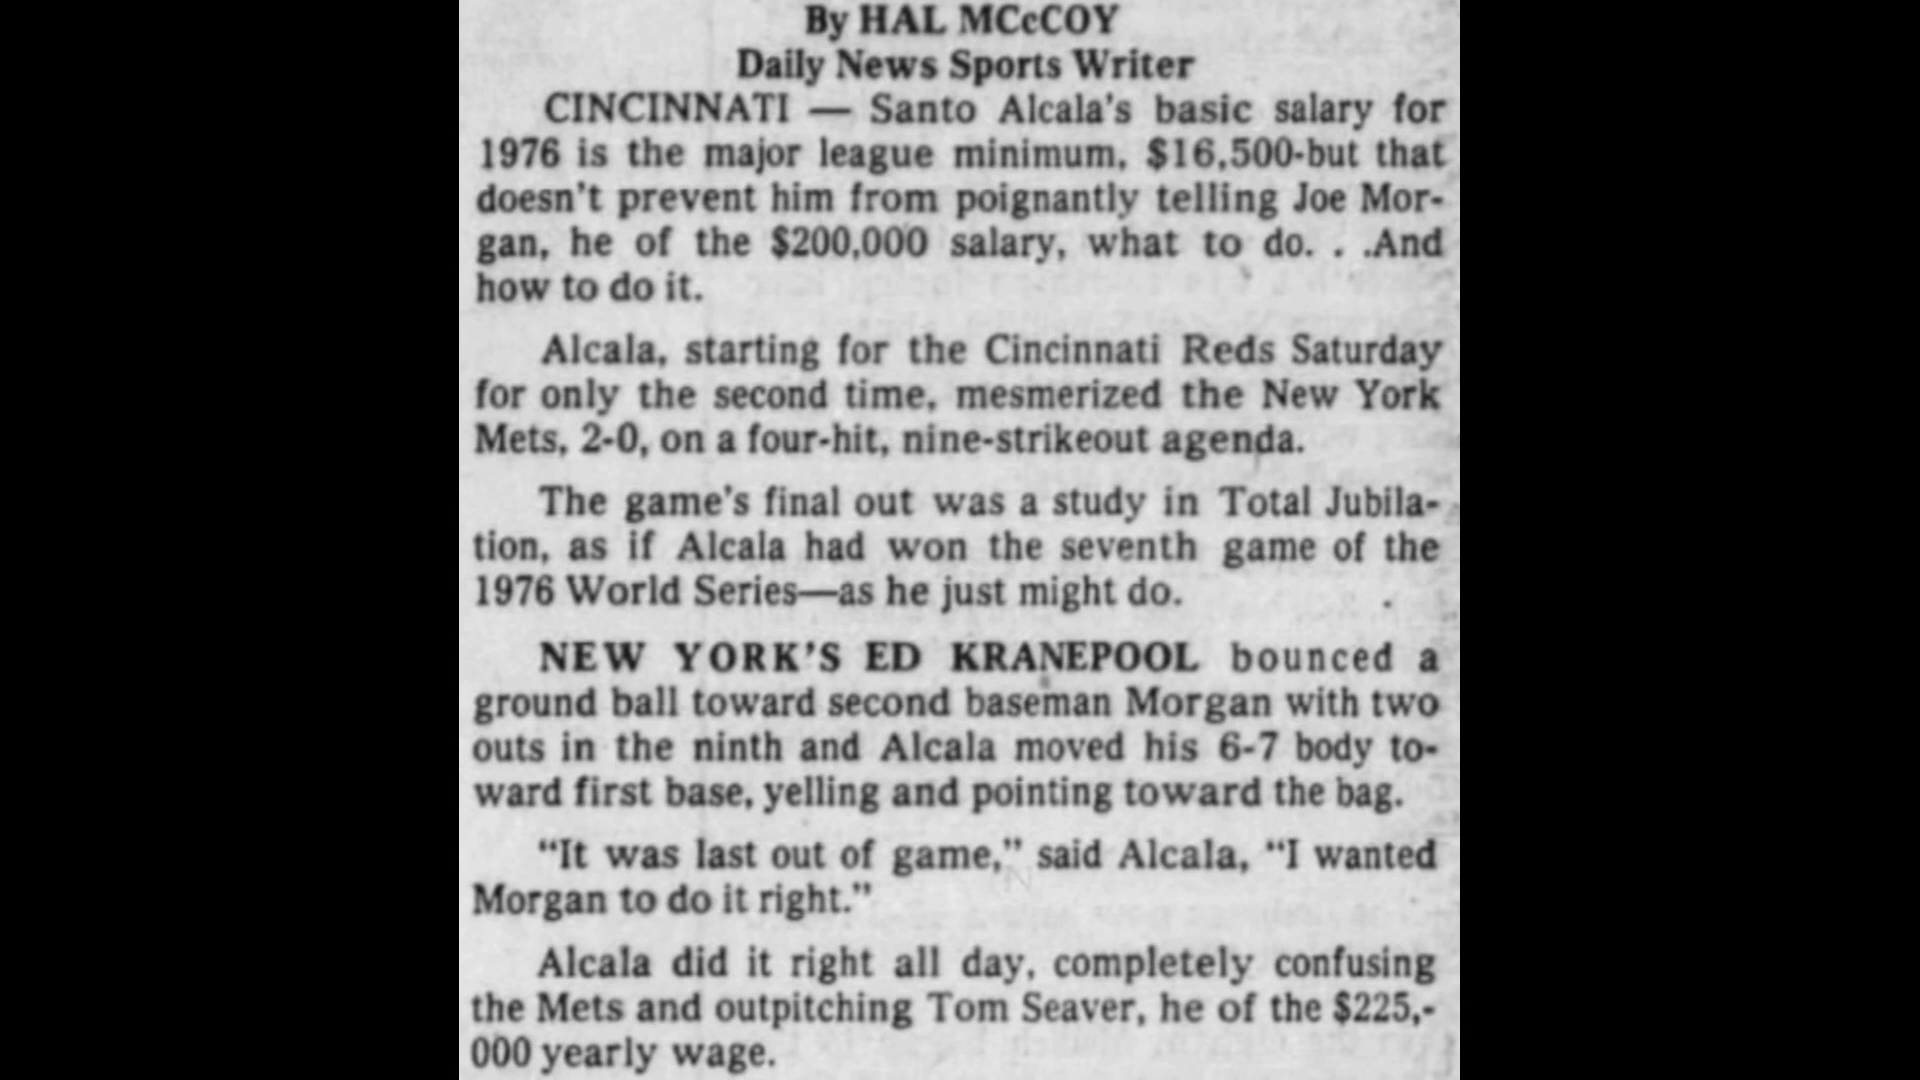 By HAL MCcCOY
Daily News Sports Writer
CINCINNATI — Santo Alcala's basic salary for
1976 is the major league minimum, $16,500-but that
doesn't prevent him from poignantly telling Joe Mor-
gan, he of the $200,000 salary, what to do. . .And
how to do it.
Alcala, starting for the Cincinnati Reds Saturday
for only the second time, mesmerized the New York
Mets, 2-0, on a four-hit, nine-strikeout agenda.
The game's final out was a study in Total Jubila-
tion, as if Alcala had won the seventh game of the
1976 World Series—as he just might do.
NEW YORK'S ED KRANEPOOL bounced a
ground ball toward second baseman Morgan with two
outs in the ninth and Alcala moved his 6-7 body to-
ward first base, yelling and pointing toward the bag.
“It was last out of game,” said Alcala, “I wanted
Morgan to do it right.”
Alcala did it right all day, completely confusing
the Mets and outpitching Tom Seaver, he of the $225,-
000 yearly wage.